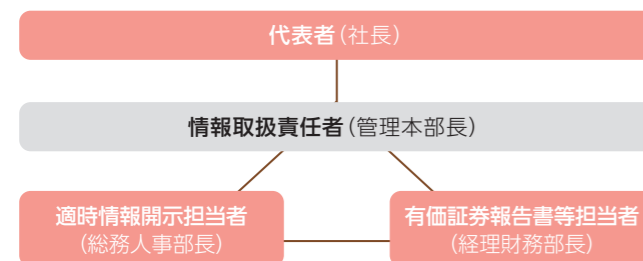 代表者(社長)
情報取扱責任者(管理本部長)
適時情報開示担当者
(総務人事部長)
有価証券報告書等担当者
(経理財務部長)